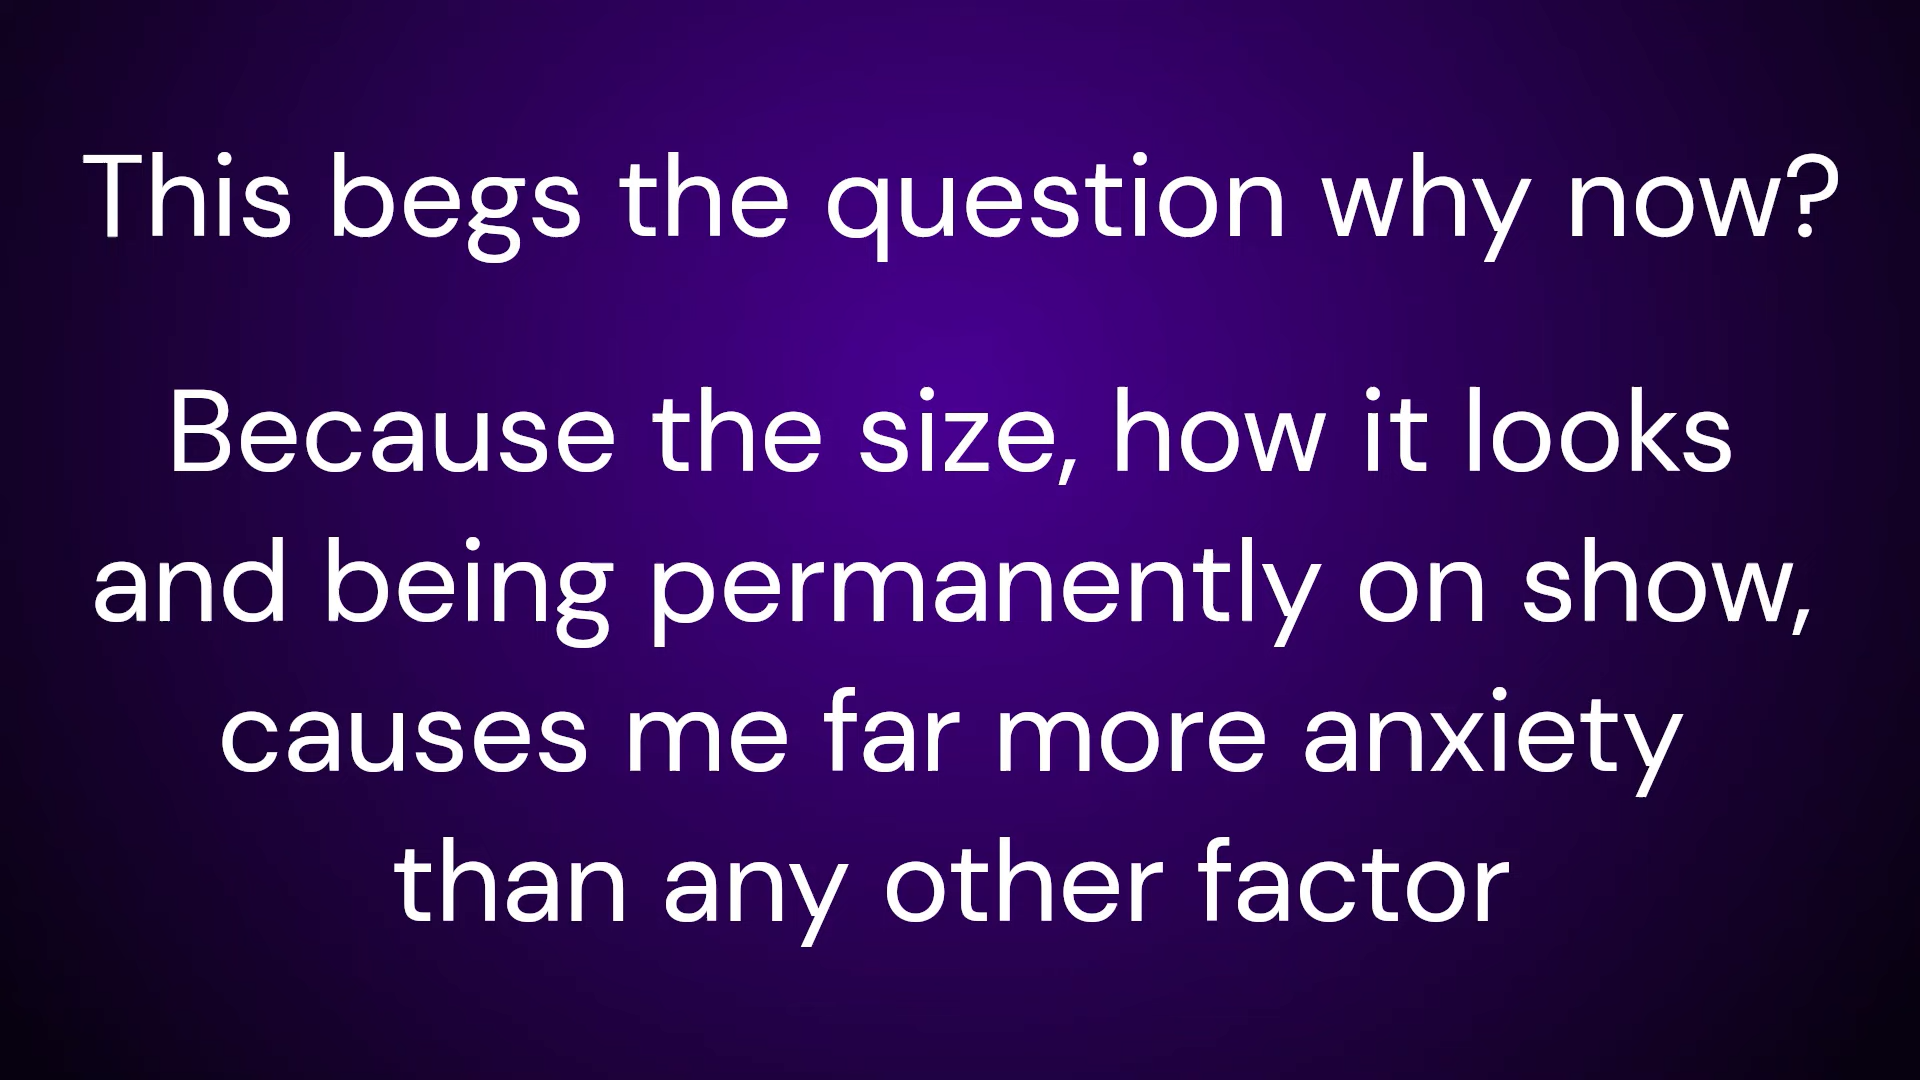 This begs the question why now?
Because the size, how it looks
and being permanently on show,
causes me far more anxiety
than any other factor